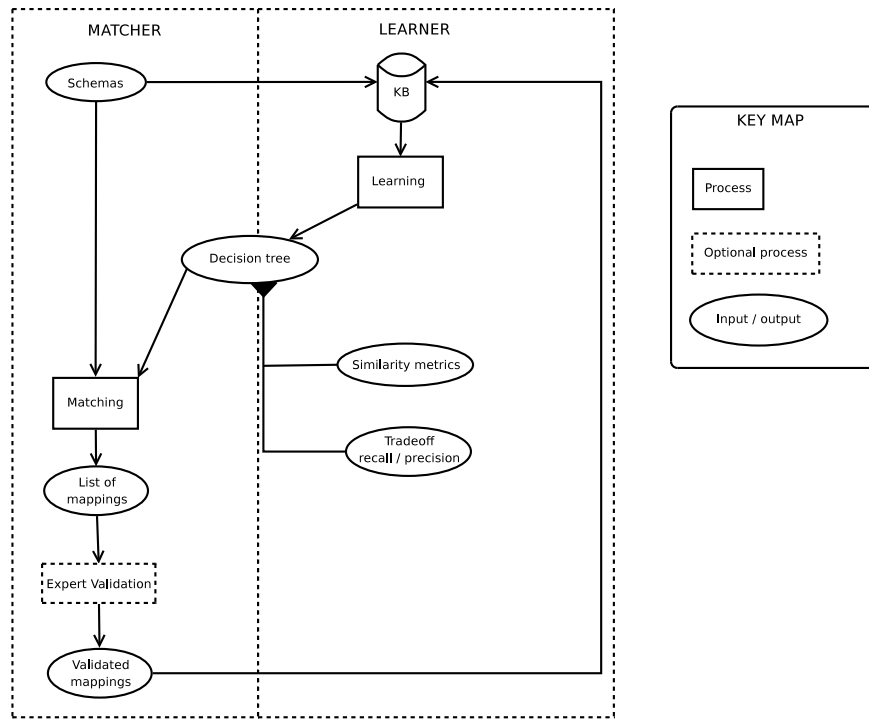 MATCHER
LEARNER
Schemas
KB
Learning
Decision tree
Similarity metrics
Matching
Tradeoff
recall / precision
List of
mappings
Expert Validation
Validated
mappings
KEY MAP
Process
Optional process
Input / output